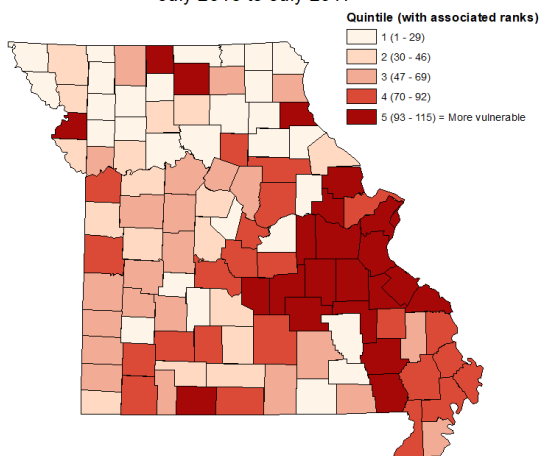 Quintile (with associated ranks)
1 (1 - 29)
2 (30 - 46)
3 (47 - 69)
4 (70 - 92)
5 (93 - 115) = More vulnerable